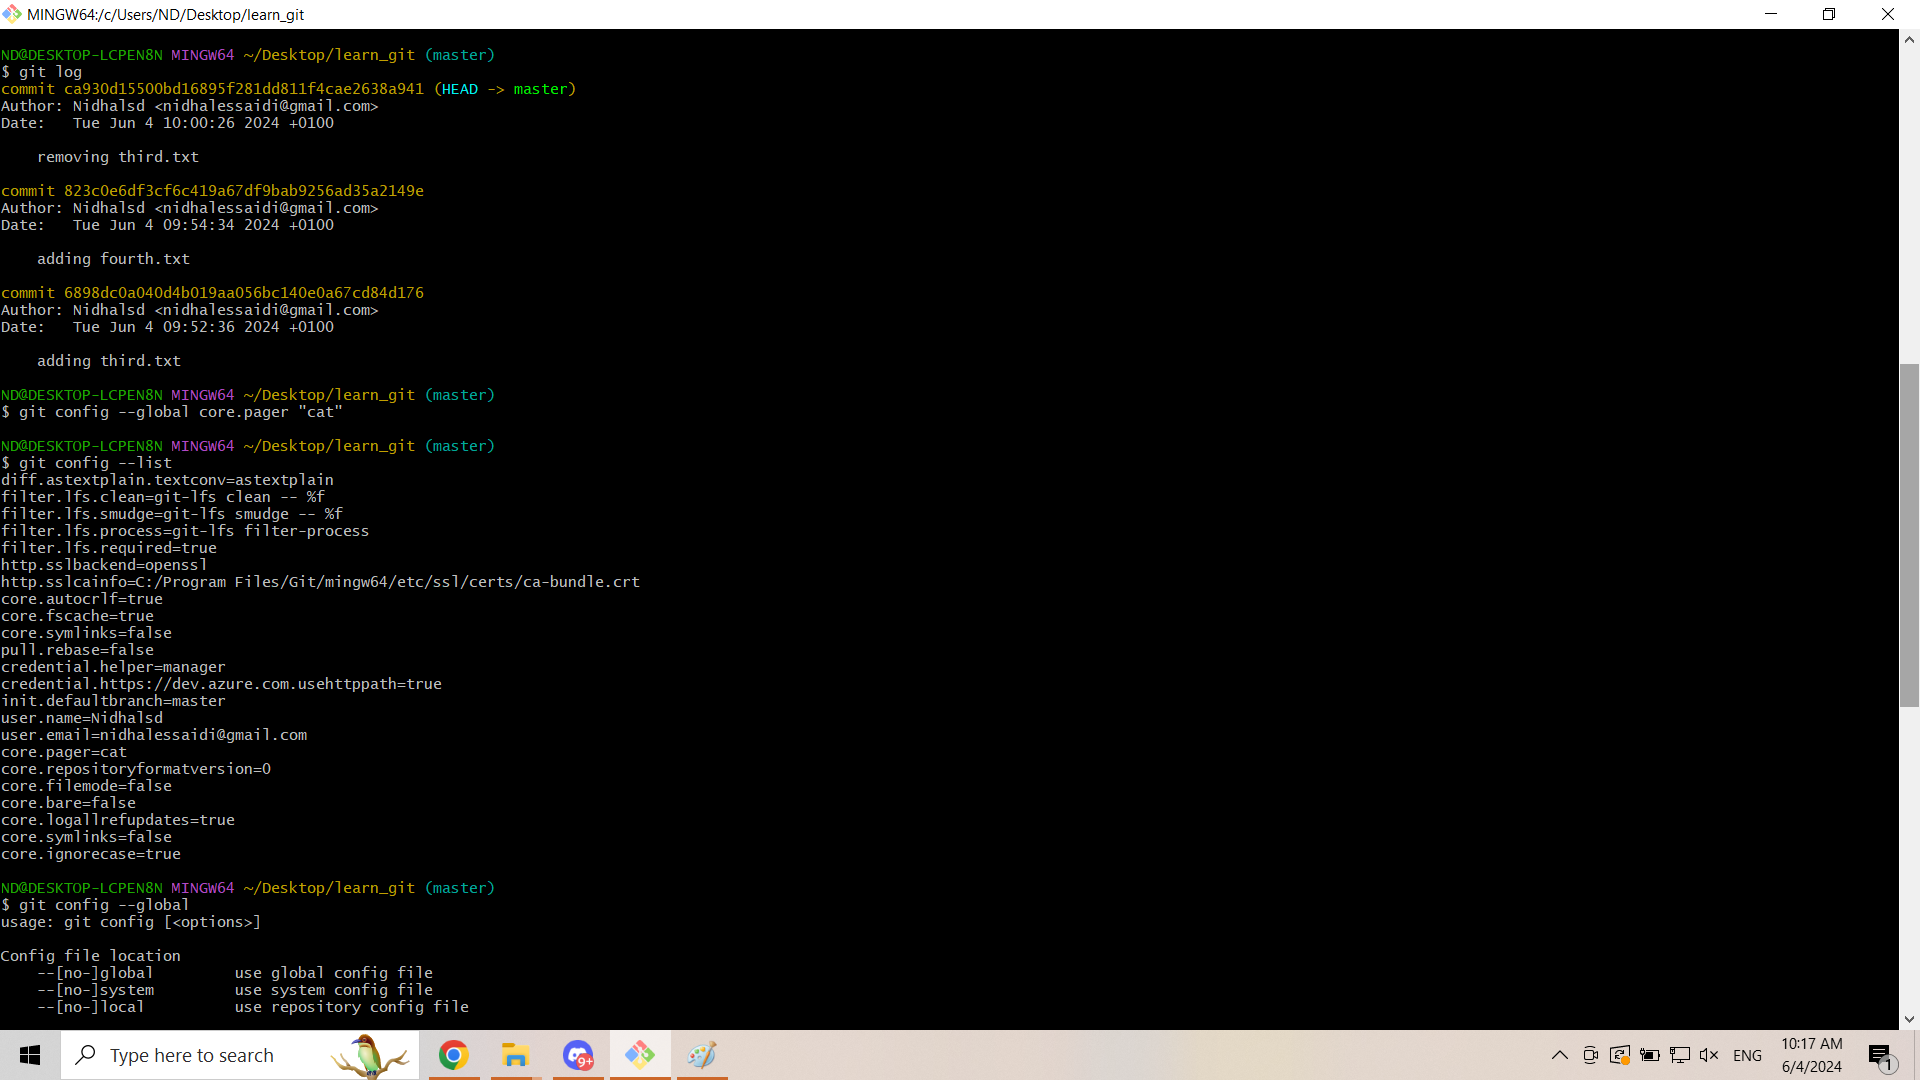 MINGW64:/c/Users/ND/Desktop/learn_git
ND@DESKTOP-LCPEN8N MINGW64 ~/Desktop/learn_git (master)
$ git log
commit ca930d15500bd16895f281dd811f4cae2638a941 (HEAD -> master)
Author: Nidhalsd <nidhalessaidi@gmail.com>
Date:   Tue Jun 4 10:00:26 2024 +0100
    removing third.txt
commit 823c0e6df3cf6c419a67df9bab9256ad35a2149e
Author: Nidhalsd <nidhalessaidi@gmail.com>
Date:   Tue Jun 4 09:54:34 2024 +0100
    adding fourth.txt
commit 6898dc0a040d4b019aa056bc140e0a67cd84d176
Author: Nidhalsd <nidhalessaidi@gmail.com>
Date:   Tue Jun 4 09:52:36 2024 +0100
    adding third.txt
ND@DESKTOP-LCPEN8N MINGW64 ~/Desktop/learn_git (master)
$ git config --global core.pager "cat"
ND@DESKTOP-LCPEN8N MINGW64 ~/Desktop/learn_git (master)
$ git config --list
diff.astextplain.textconv=astextplain
filter.lfs.clean=git-lfs clean -- %f
filter.lfs.smudge=git-lfs smudge -- %f
filter.lfs.process=git-lfs filter-process
filter.lfs.required=true
http.sslbackend=openssl
http.sslcainfo=C:/Program Files/Git/mingw64/etc/ssl/certs/ca-bundle.crt
core.autocrlf=true
core.fscache=true
core.symlinks=false
pull.rebase=false
credential.helper=manager
credential.https://dev.azure.com.usehttppath=true
init.defaultbranch=master
user.name=Nidhalsd
user.email=nidhalessaidi@gmail.com
core.pager=cat
core.repositoryformatversion=0
core.filemode=false
core.bare=false
core.logallrefupdates=true
core.symlinks=false
core.ignorecase=true
ND@DESKTOP-LCPEN8N MINGW64 ~/Desktop/learn_git (master)
$ git config --global
usage: git config [<options>]
Config file location
    --[no-]global         use global config file
    --[no-]system         use system config file
    --[no-]local          use repository config file
Type here to search
9+
ENG
10:17 AM
6/4/2024
1